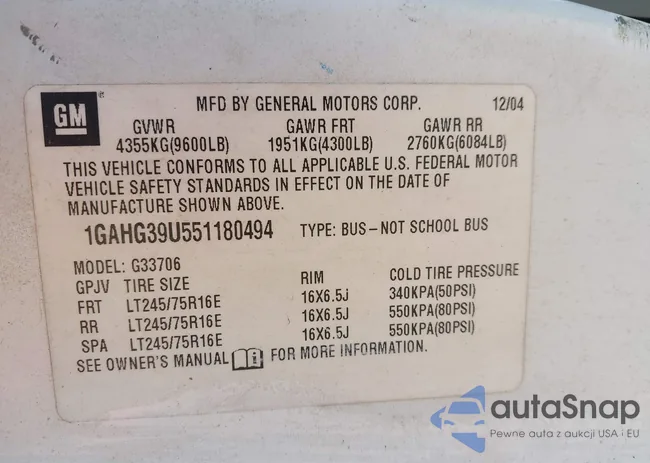 GM
MFD BY GENERAL MOTORS CORP. 12/04
GVWR GAWR FRT GAWR RR
4355KG(9600LB) 1951KG(4300LB) 2760KG(6084LB)
THIS VEHICLE CONFORMS TO ALL APPLICABLE U.S. FEDERAL MOTOR
VEHICLE SAFETY STANDARDS IN EFFECT ON THE DATE OF
MANUFACTURE SHOWN ABOVE.
1GAHG39U551180494 TYPE: BUS–NOT SCHOOL BUS
MODEL: G33706
GPJV TIRE SIZE RIM COLD TIRE PRESSURE
FRT LT245/75R16E 16X6.5J 340KPA(50PSI)
RR LT245/75R16E 16X6.5J 550KPA(80PSI)
SPA LT245/75R16E 16X6.5J 550KPA(80PSI)
SEE OWNER'S MANUAL FOR MORE INFORMATION.
autaSnap
Pewne auta z aukcji USA i EU